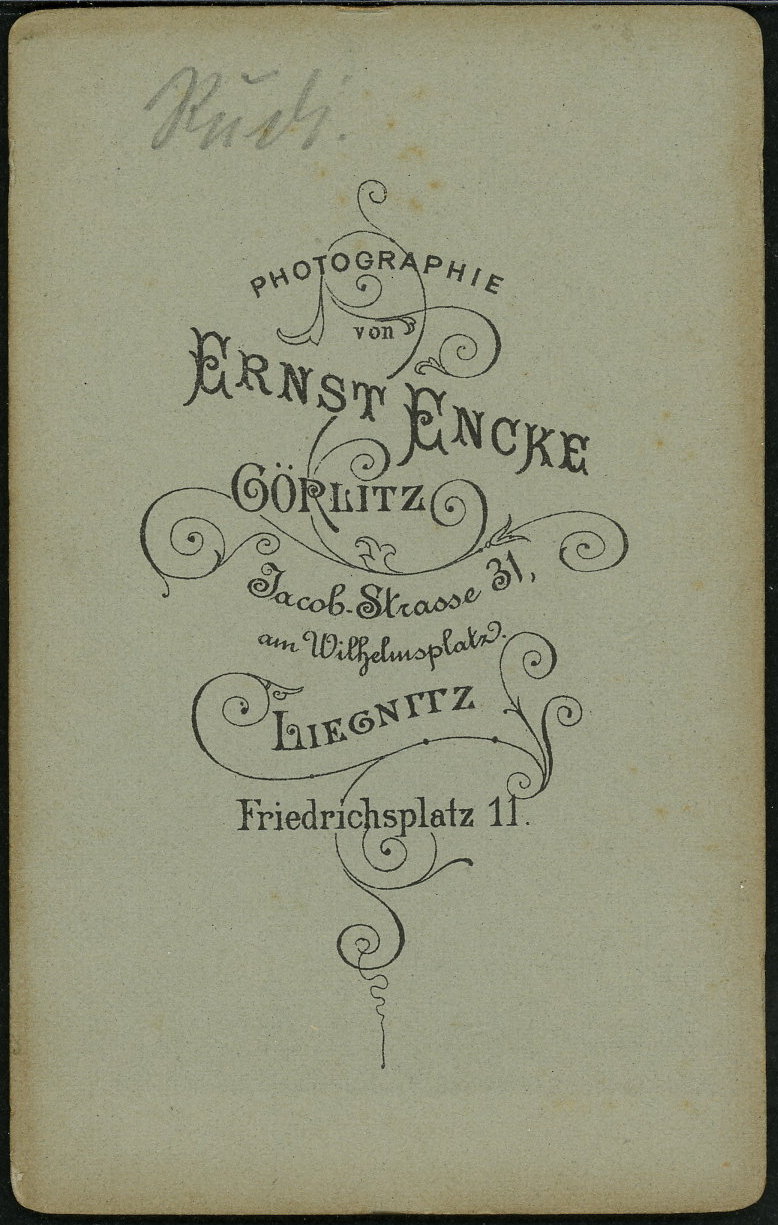 Rudi.
PHOTOGRAPHIE
von
ERNST ENCKE
GÖRLITZ
Jacob-Strasse 31,
am Wilhelmsplatz.
LIEGNITZ
Friedrichsplatz 11.